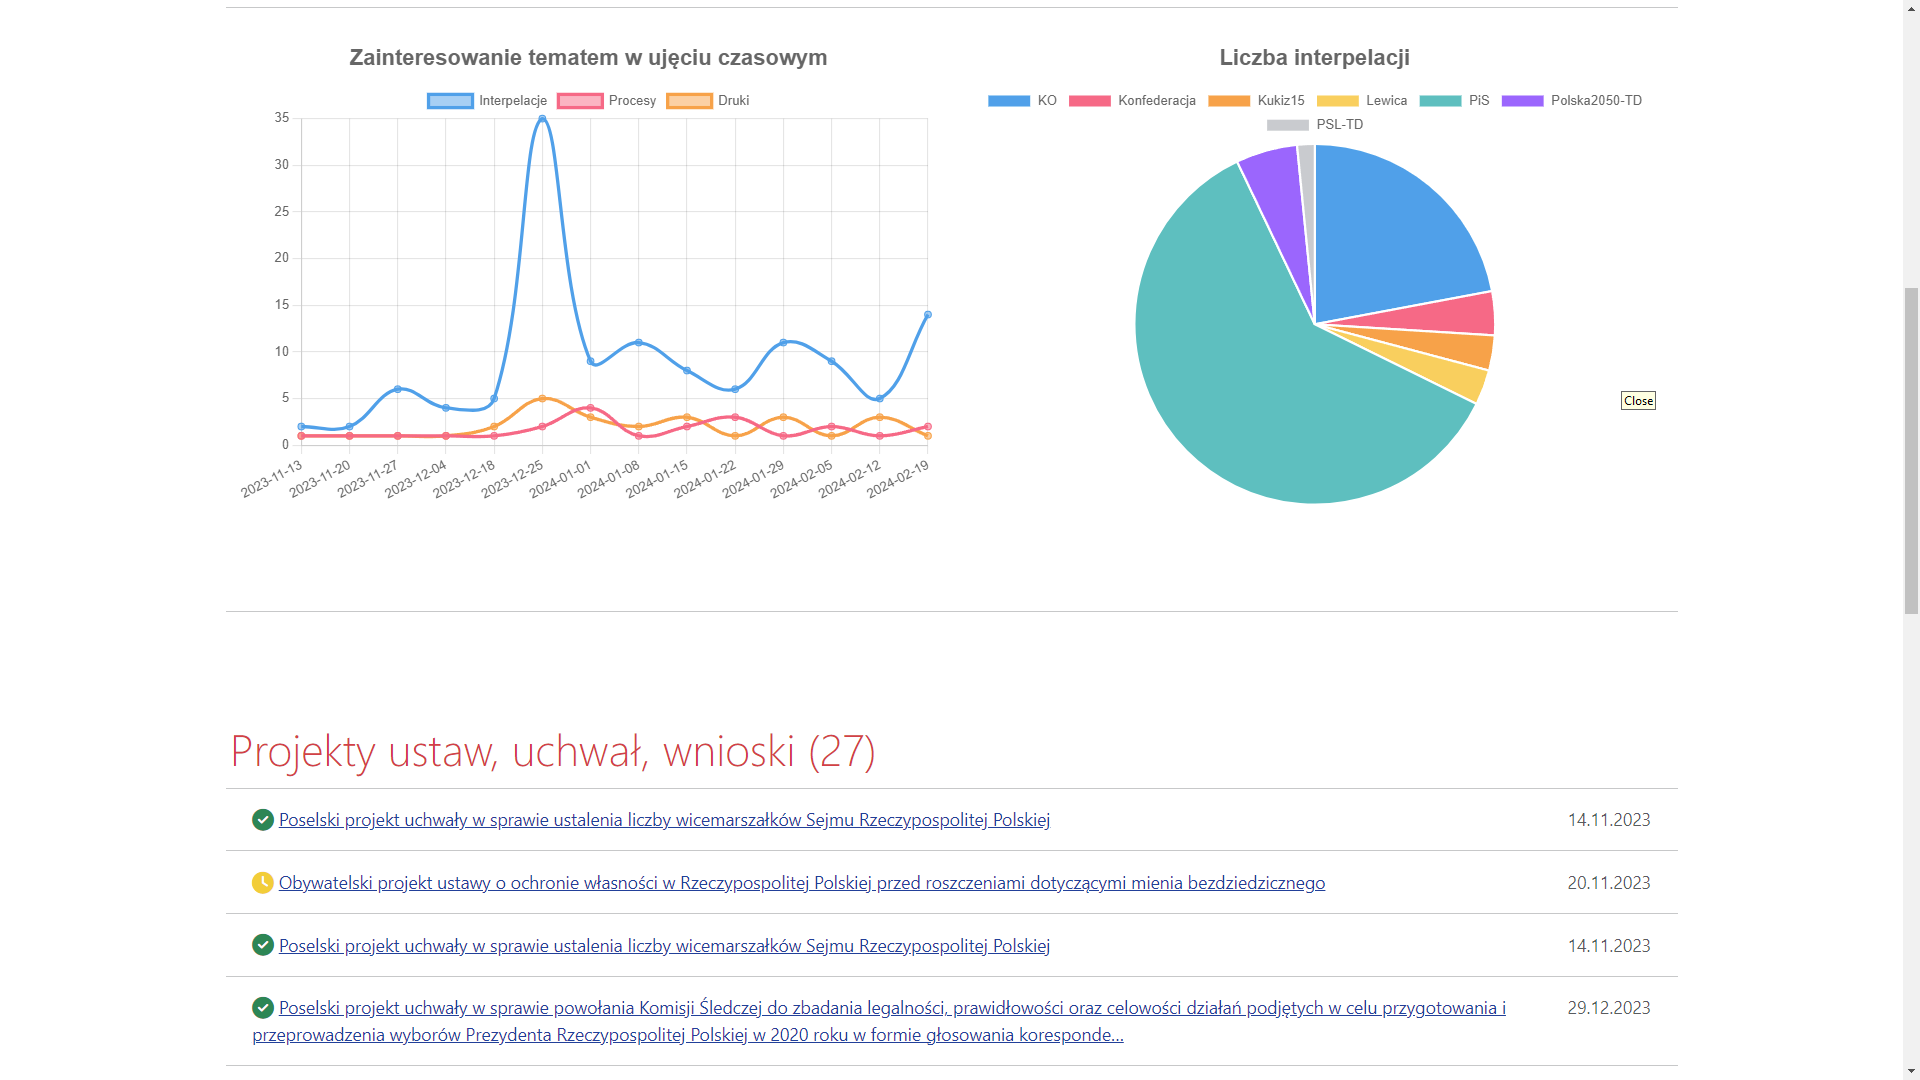 Zainteresowanie tematem w ujęciu czasowym
Interpelacje Procesy Druki
35
30
25
20
15
10
5
0
2023-11-13 2023-11-20 2023-11-27 2023-12-04 2023-12-18 2023-12-25 2024-01-01 2024-01-08 2024-01-15 2024-01-22 2024-01-29 2024-02-05 2024-02-12 2024-02-19
Liczba interpelacji
KO Konfederacja Kukiz15 Lewica PiS Polska2050-TD
PSL-TD
Close
Projekty ustaw, uchwał, wnioski (27)
Poselski projekt uchwały w sprawie ustalenia liczby wicemarszałków Sejmu Rzeczypospolitej Polskiej 14.11.2023
Obywatelski projekt ustawy o ochronie własności w Rzeczypospolitej Polskiej przed roszczeniami dotyczącymi mienia bezdziedzicznego 20.11.2023
Poselski projekt uchwały w sprawie ustalenia liczby wicemarszałków Sejmu Rzeczypospolitej Polskiej 14.11.2023
Poselski projekt uchwały w sprawie powołania Komisji Śledczej do zbadania legalności, prawidłowości oraz celowości działań podjętych w celu przygotowania i 29.12.2023
przeprowadzenia wyborów Prezydenta Rzeczypospolitej Polskiej w 2020 roku w formie głosowania koresponde...